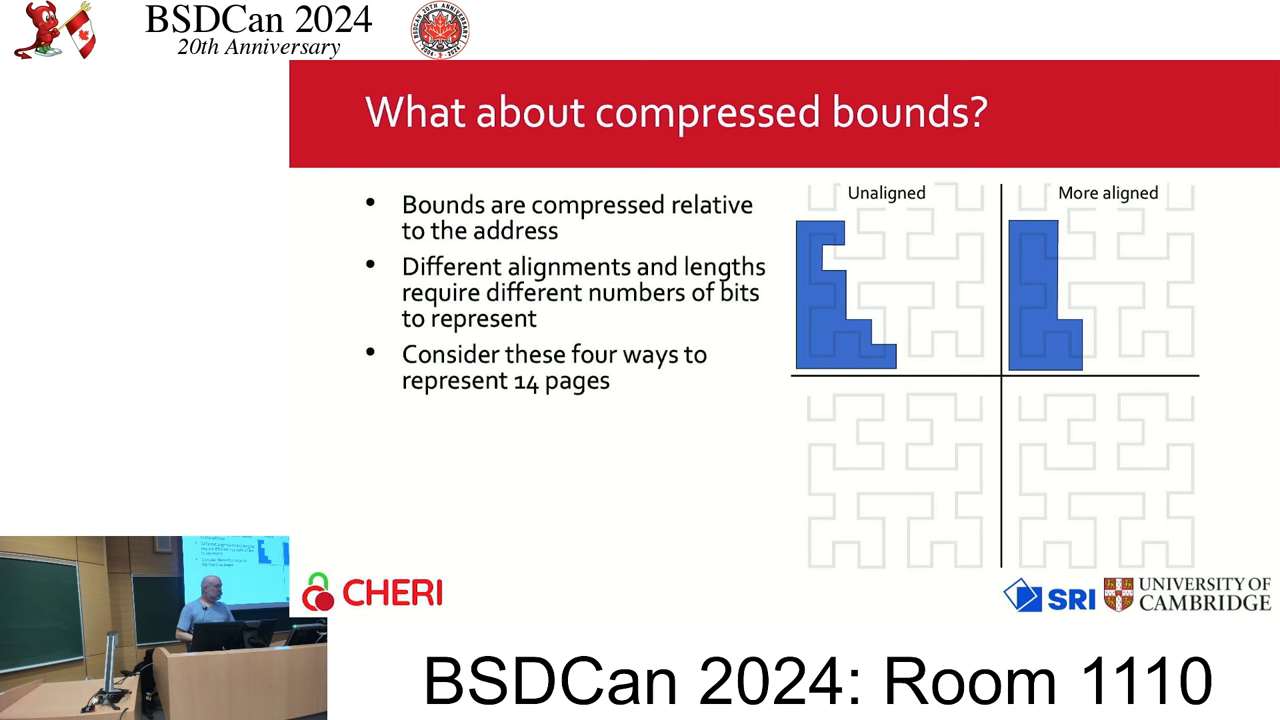 BSDCan 2024
20th Anniversary
What about compressed bounds?
• Bounds are compressed relative
to the address
• Different alignments and lengths
require different numbers of bits
to represent
• Consider these four ways to
represent 14 pages
Unaligned
More aligned
CHERI
SRI
UNIVERSITY OF
CAMBRIDGE
BSDCan 2024: Room 1110